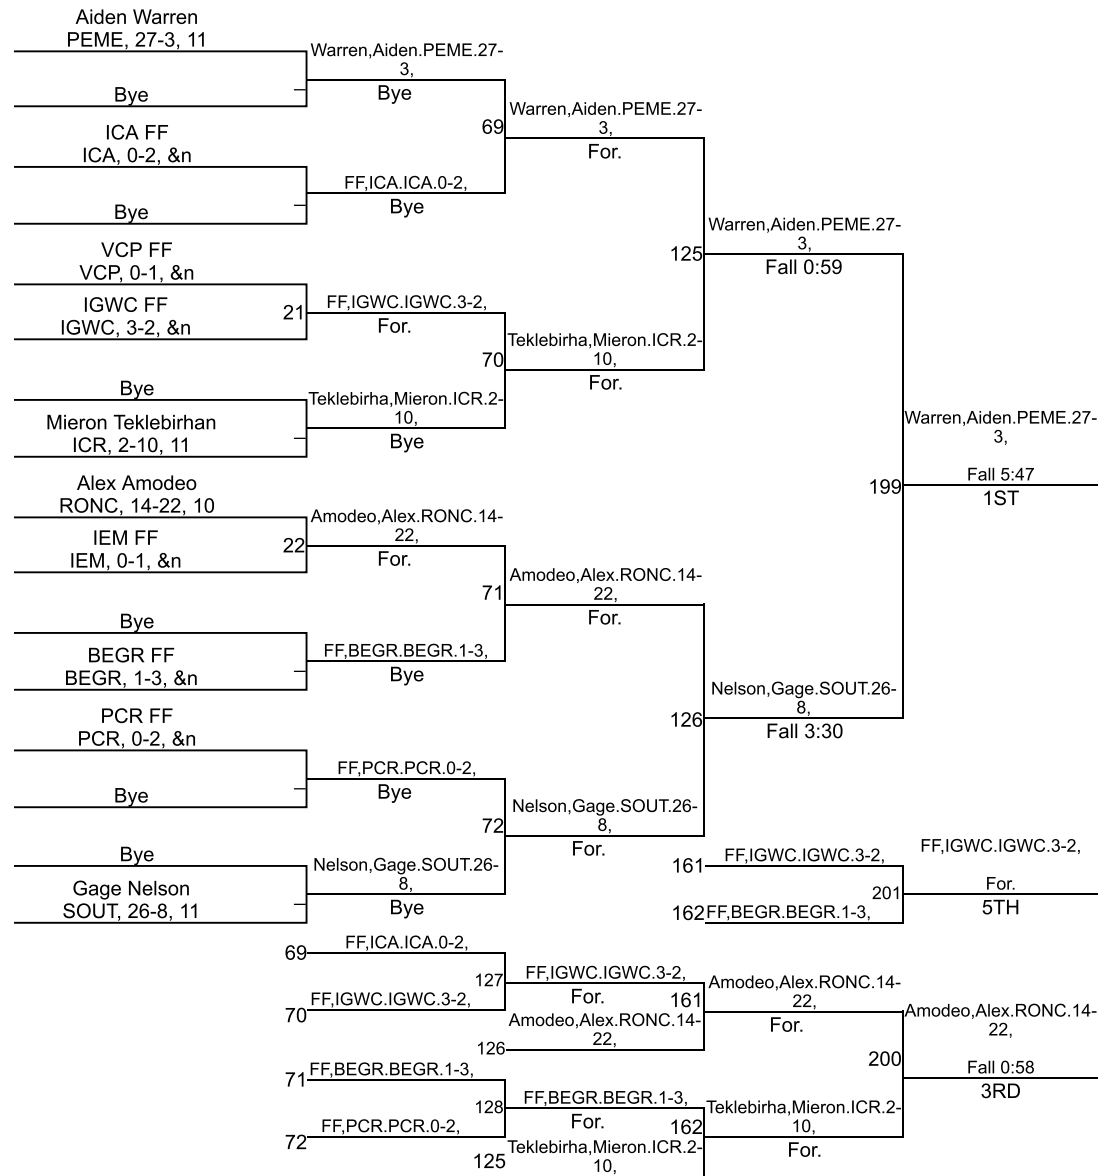 Aiden Warren
PEME, 27-3, 11
Bye
Warren,Aiden.PEME.27-
3,
Bye
ICA FF
ICA, 0-2, &n
Bye
FF,ICA.ICA.0-2,
Bye
69
Warren,Aiden.PEME.27-
3,
For.
VCP FF
VCP, 0-1, &n
IGWC FF
IGWC, 3-2, &n
21
FF,IGWC.IGWC.3-2,
For.
Bye
Mieron Teklebirhan
ICR, 2-10, 11
Teklebirha,Mieron.ICR.2-
10,
Bye
70
Teklebirha,Mieron.ICR.2-
10,
For.
125
Warren,Aiden.PEME.27-
3,
Fall 0:59
Alex Amodeo
RONC, 14-22, 10
IEM FF
IEM, 0-1, &n
22
Amodeo,Alex.RONC.14-
22,
For.
Bye
BEGR FF
BEGR, 1-3, &n
FF,BEGR.BEGR.1-3,
Bye
71
Amodeo,Alex.RONC.14-
22,
For.
PCR FF
PCR, 0-2, &n
Bye
FF,PCR.PCR.0-2,
Bye
Bye
Gage Nelson
SOUT, 26-8, 11
Nelson,Gage.SOUT.26-
8,
Bye
72
Nelson,Gage.SOUT.26-
8,
For.
126
Nelson,Gage.SOUT.26-
8,
Fall 3:30
199
Warren,Aiden.PEME.27-
3,
Fall 5:47
1ST
161
FF,IGWC.IGWC.3-2,
162
FF,BEGR.BEGR.1-3,
201
FF,IGWC.IGWC.3-2,
For.
5TH
69
FF,ICA.ICA.0-2,
70
FF,IGWC.IGWC.3-2,
127
FF,IGWC.IGWC.3-2,
For.
126
Amodeo,Alex.RONC.14-
22,
161
Amodeo,Alex.RONC.14-
22,
For.
71
FF,BEGR.BEGR.1-3,
72
FF,PCR.PCR.0-2,
128
FF,BEGR.BEGR.1-3,
For.
125
Teklebirha,Mieron.ICR.2-
10,
162
Teklebirha,Mieron.ICR.2-
10,
For.
200
Amodeo,Alex.RONC.14-
22,
Fall 0:58
3RD